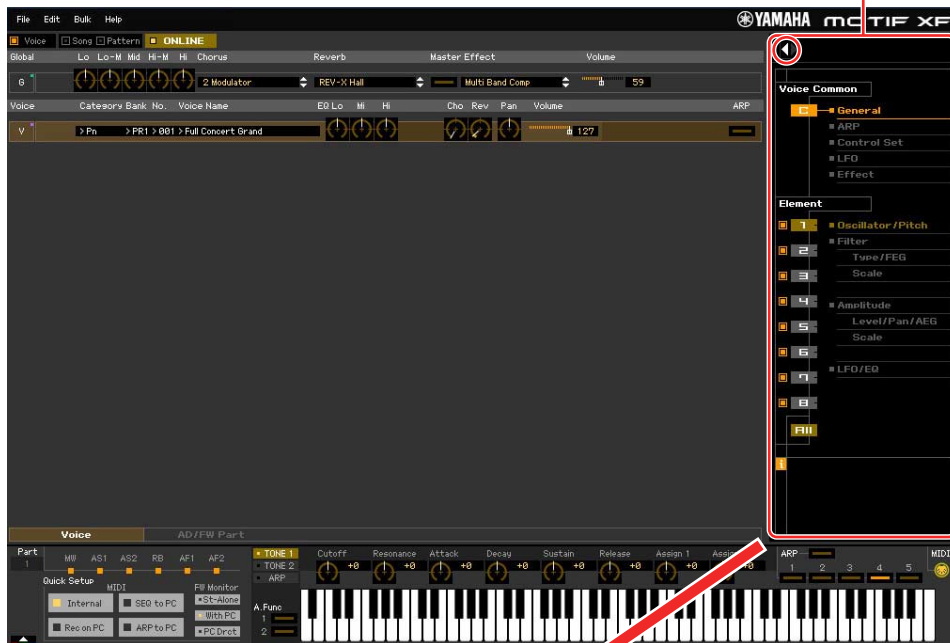 File Edit Bulk Help
YAMAHA MOTIF XF
Voice Song Pattern ONLINE
Global Lo Lo-M Mid Hi-M Hi Chorus Reverb Master Effect Volume
G 2 Modulator REV-X Hall Multi Band Comp 59
Voice Category Bank No. Voice Name EQ Lo Mi Hi Cho Rev Pan Volume ARP
V Pn PR1 001 Full Concert Grand 127
Voice Common
C General
ARP
Control Set
LFO
Effect
Element
1 Oscillator/Pitch
2 Filter
Type/FEG
3 Scale
4 Amplitude
5 Level/Pan/AEG
Scale
6
7 LFO/EQ
8
All
i
Voice AD/FW Part
Part MW AS1 AS2 RB AF1 AF2 TONE 1 Cutoff Resonance Attack Decay Sustain Release Assign 1 ARP MIDI
1 TONE 2 +0 +0 +0 +0 +0 +0 +0 +0 1 2 3 4 5
ARP
Quick Setup MIDI FW Monitor
Internal SEQ to PC St-Alone
With PC
Rec on PC ARP to PC PC Drct
A.Func
1
2